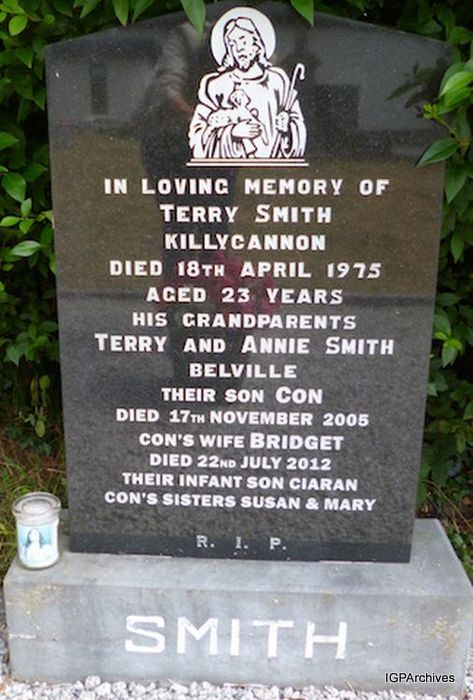 IN LOVING MEMORY OF
TERRY SMITH
KILLYGANNON
DIED 18TH APRIL 1975
AGED 23 YEARS
HIS GRANDPARENTS
TERRY AND ANNIE SMITH
BELVILLE
THEIR SON CON
DIED 17TH NOVEMBER 2005
CON'S WIFE BRIDGET
DIED 22ND JULY 2012
THEIR INFANT SON CIARAN
CON'S SISTERS SUSAN & MARY
R. I. P.
SMITH
IGPArchives